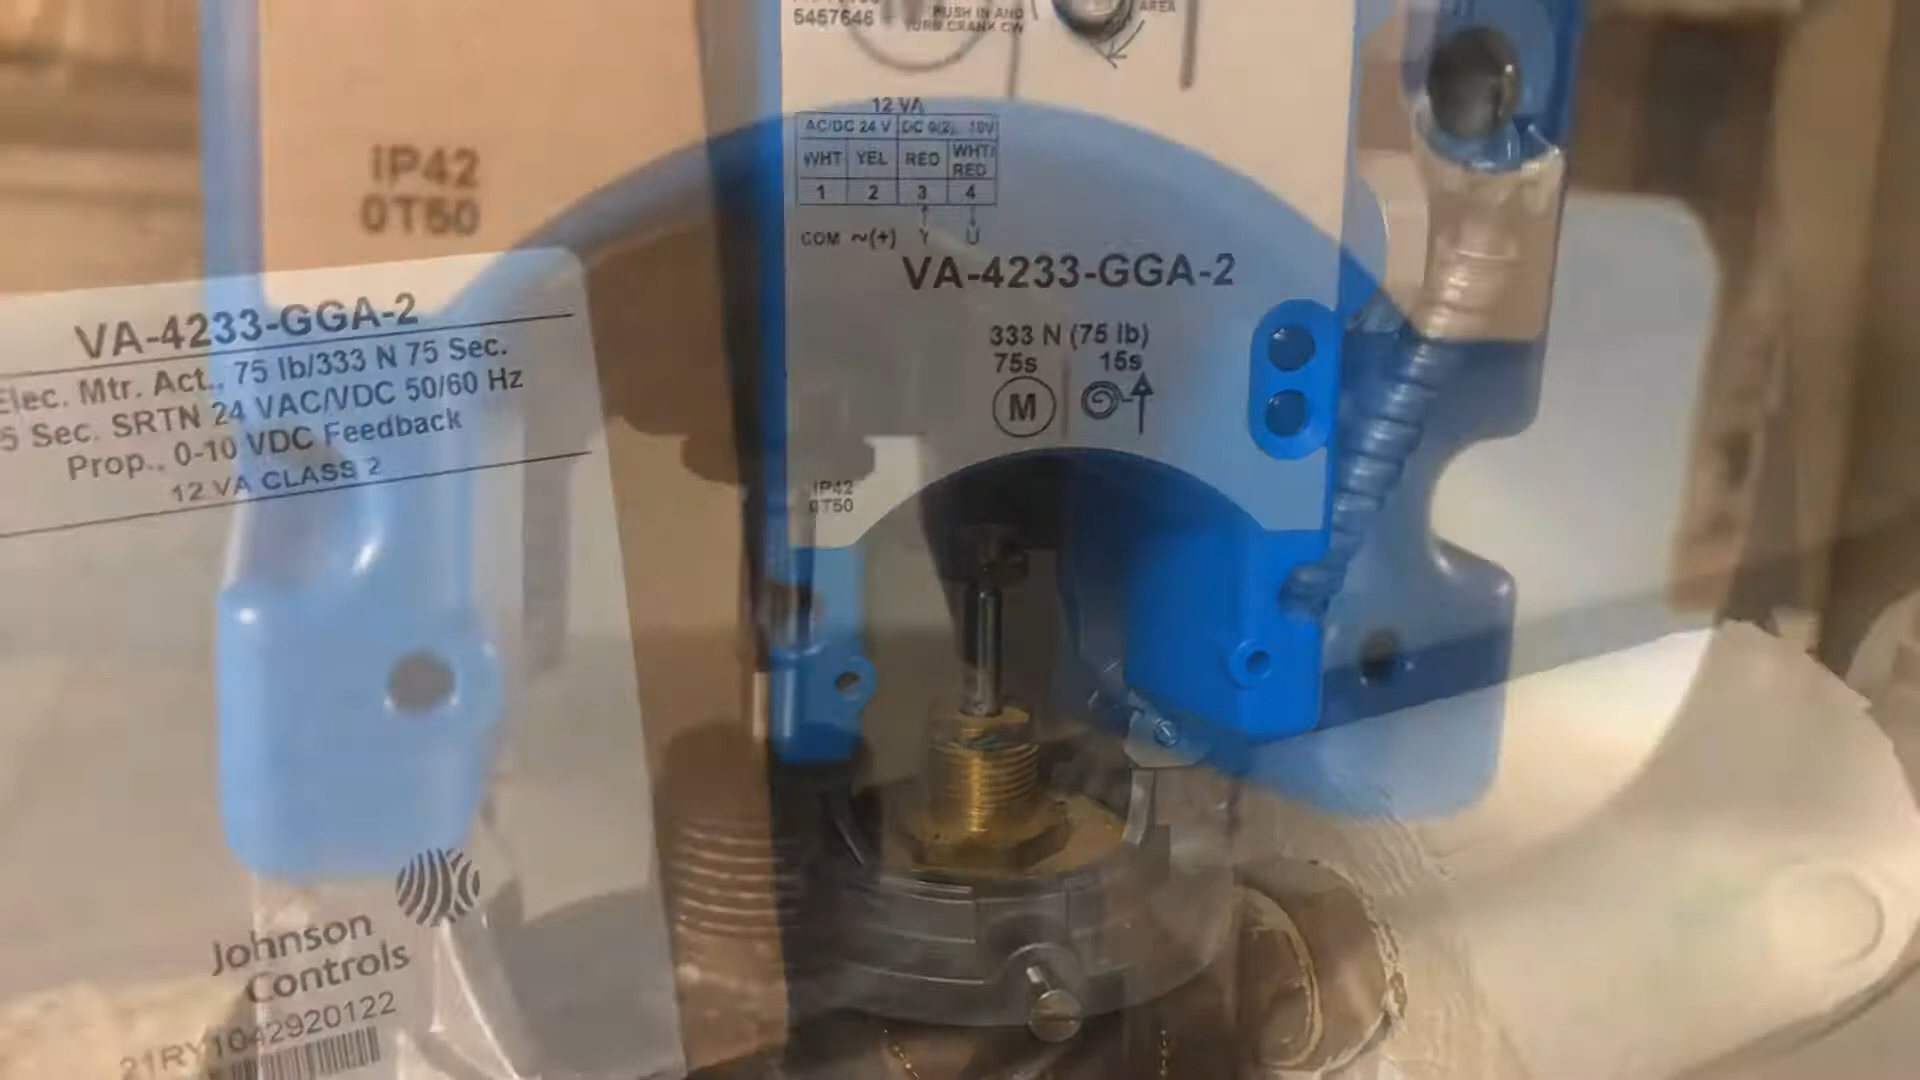 5457646
PUSH IN AND
TURN CRANK CW
AREA
12 VA
AC/DC 24 V DC 0(2).. 10V
WHT YEL RED WHT/
RED
1 2 3 4
COM ~(+) Y U
VA-4233-GGA-2
333 N (75 lb)
75s 15s
M
IP42
0T50
IP42
0T50
VA-4233-GGA-2
Elec. Mtr. Act., 75 lb/333 N 75 Sec.
5 Sec. SRTN 24 VAC/VDC 50/60 Hz
Prop., 0-10 VDC Feedback
12 VA CLASS 2
Johnson
Controls
21RY1042920122